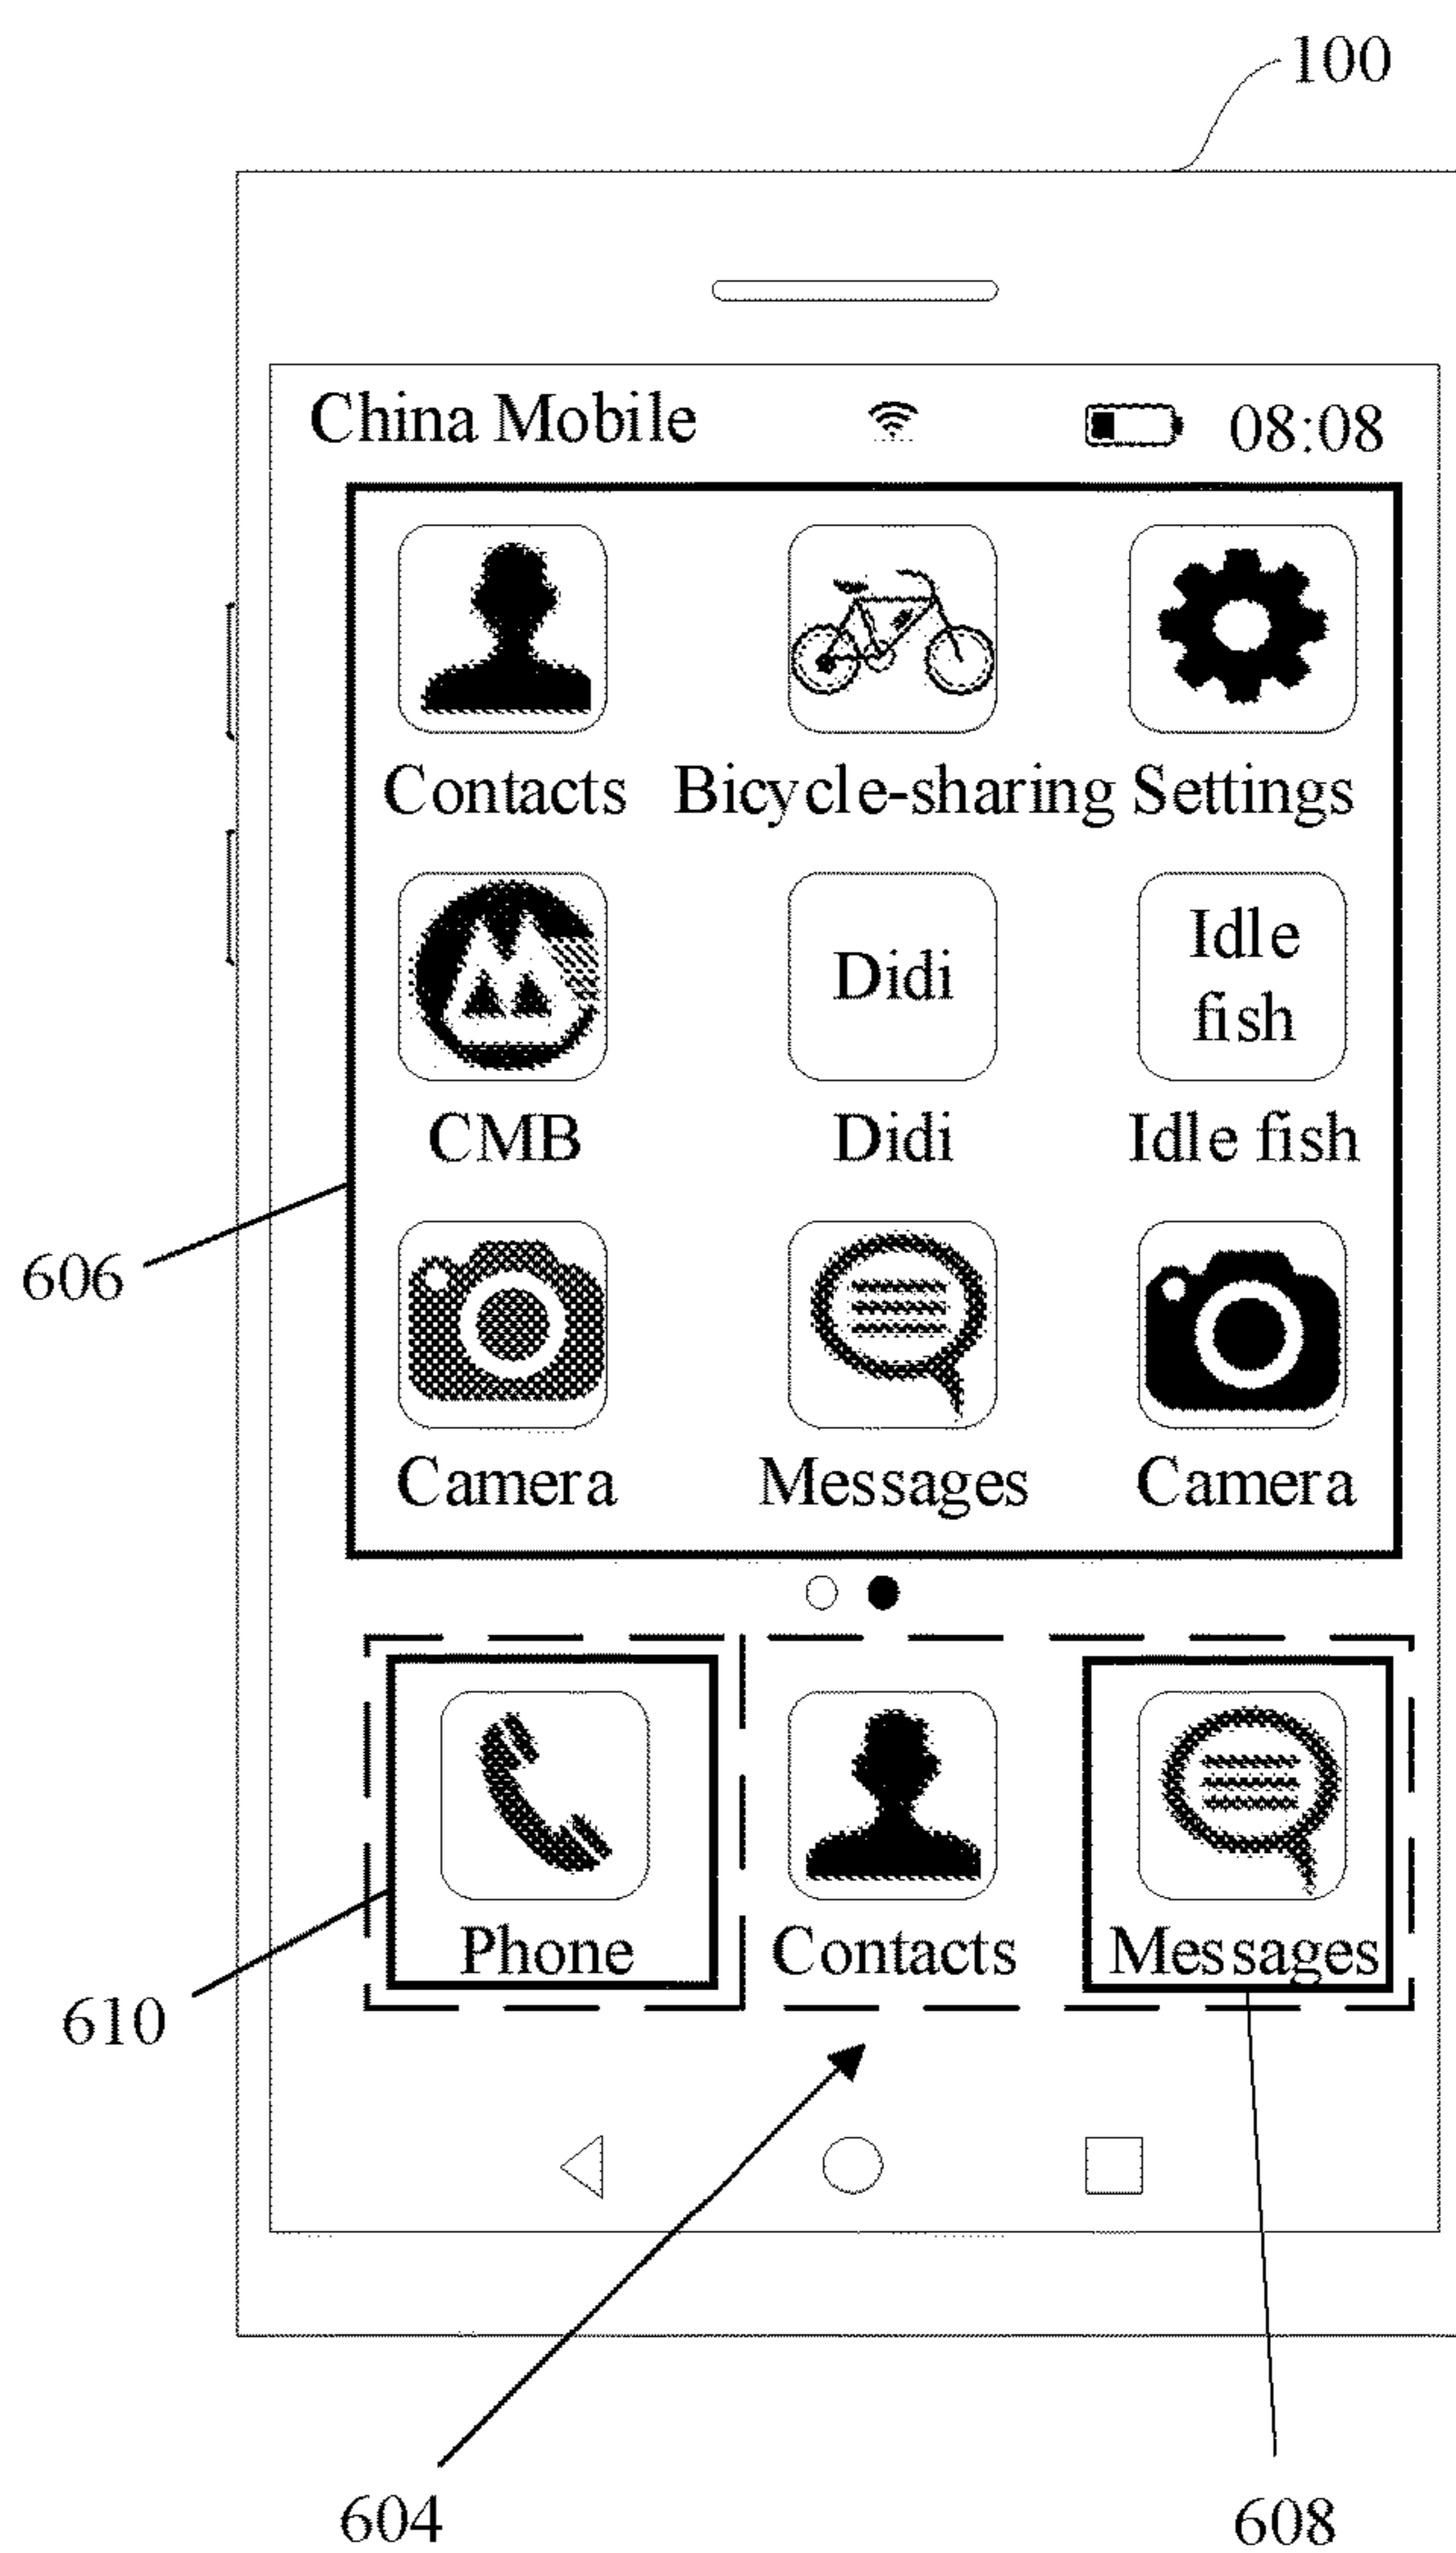 100
China Mobile 08:08
Contacts Bicycle-sharing Settings
Didi
Idle
fish
CMB Didi Idle fish
606
Camera Messages Camera
Phone Contacts Messages
610
604
608